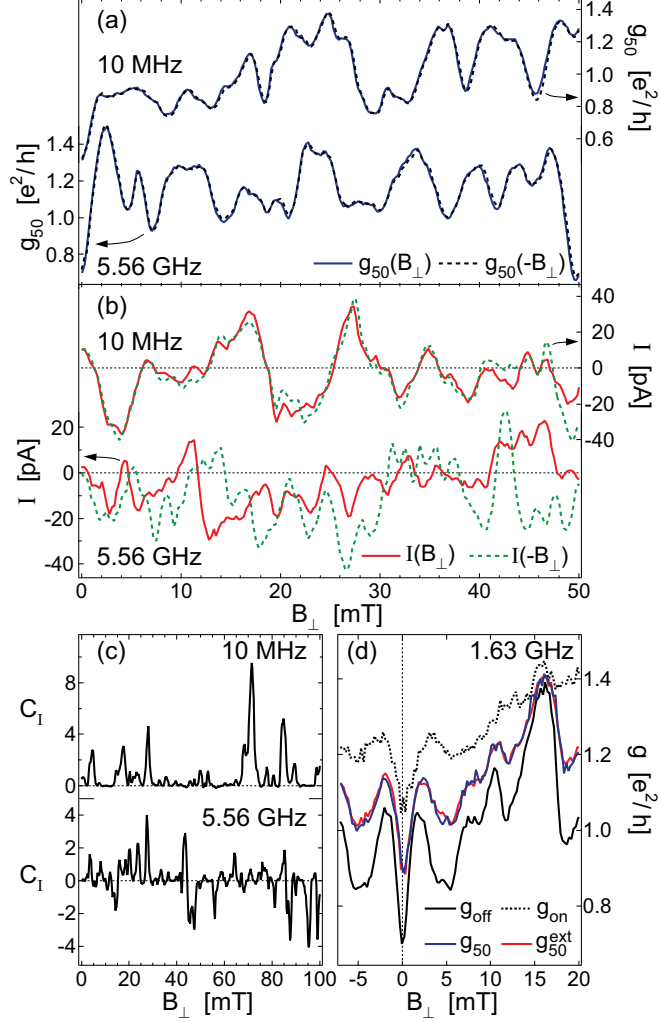 (a)
10 MHz
1.4
1.2
1.0
0.8
0.6
g50 [e²/h]
1.4
1.2
1.0
0.8
g50 [e²/h]
5.56 GHz
g50(B⊥) g50(-B⊥)
(b)
10 MHz
40
20
0
-20
-40
I [pA]
20
0
-20
-40
I [pA]
5.56 GHz
I(B⊥) I(-B⊥)
0 10 20 30 40 50
B⊥ [mT]
(c)
10 MHz
8
4
0
CI
5.56 GHz
4
2
0
-2
-4
CI
0 20 40 60 80 100
B⊥ [mT]
(d)
1.63 GHz
1.4
1.2
1.0
0.8
g [e²/h]
goff gon
g50 g50^ext
-5 0 5 10 15 20
B⊥ [mT]